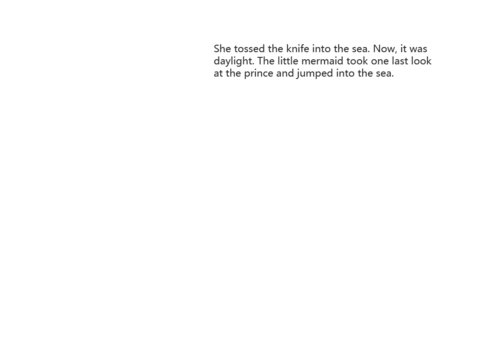 She tossed the knife into the sea. Now, it was
daylight. The little mermaid took one last look
at the prince and jumped into the sea.